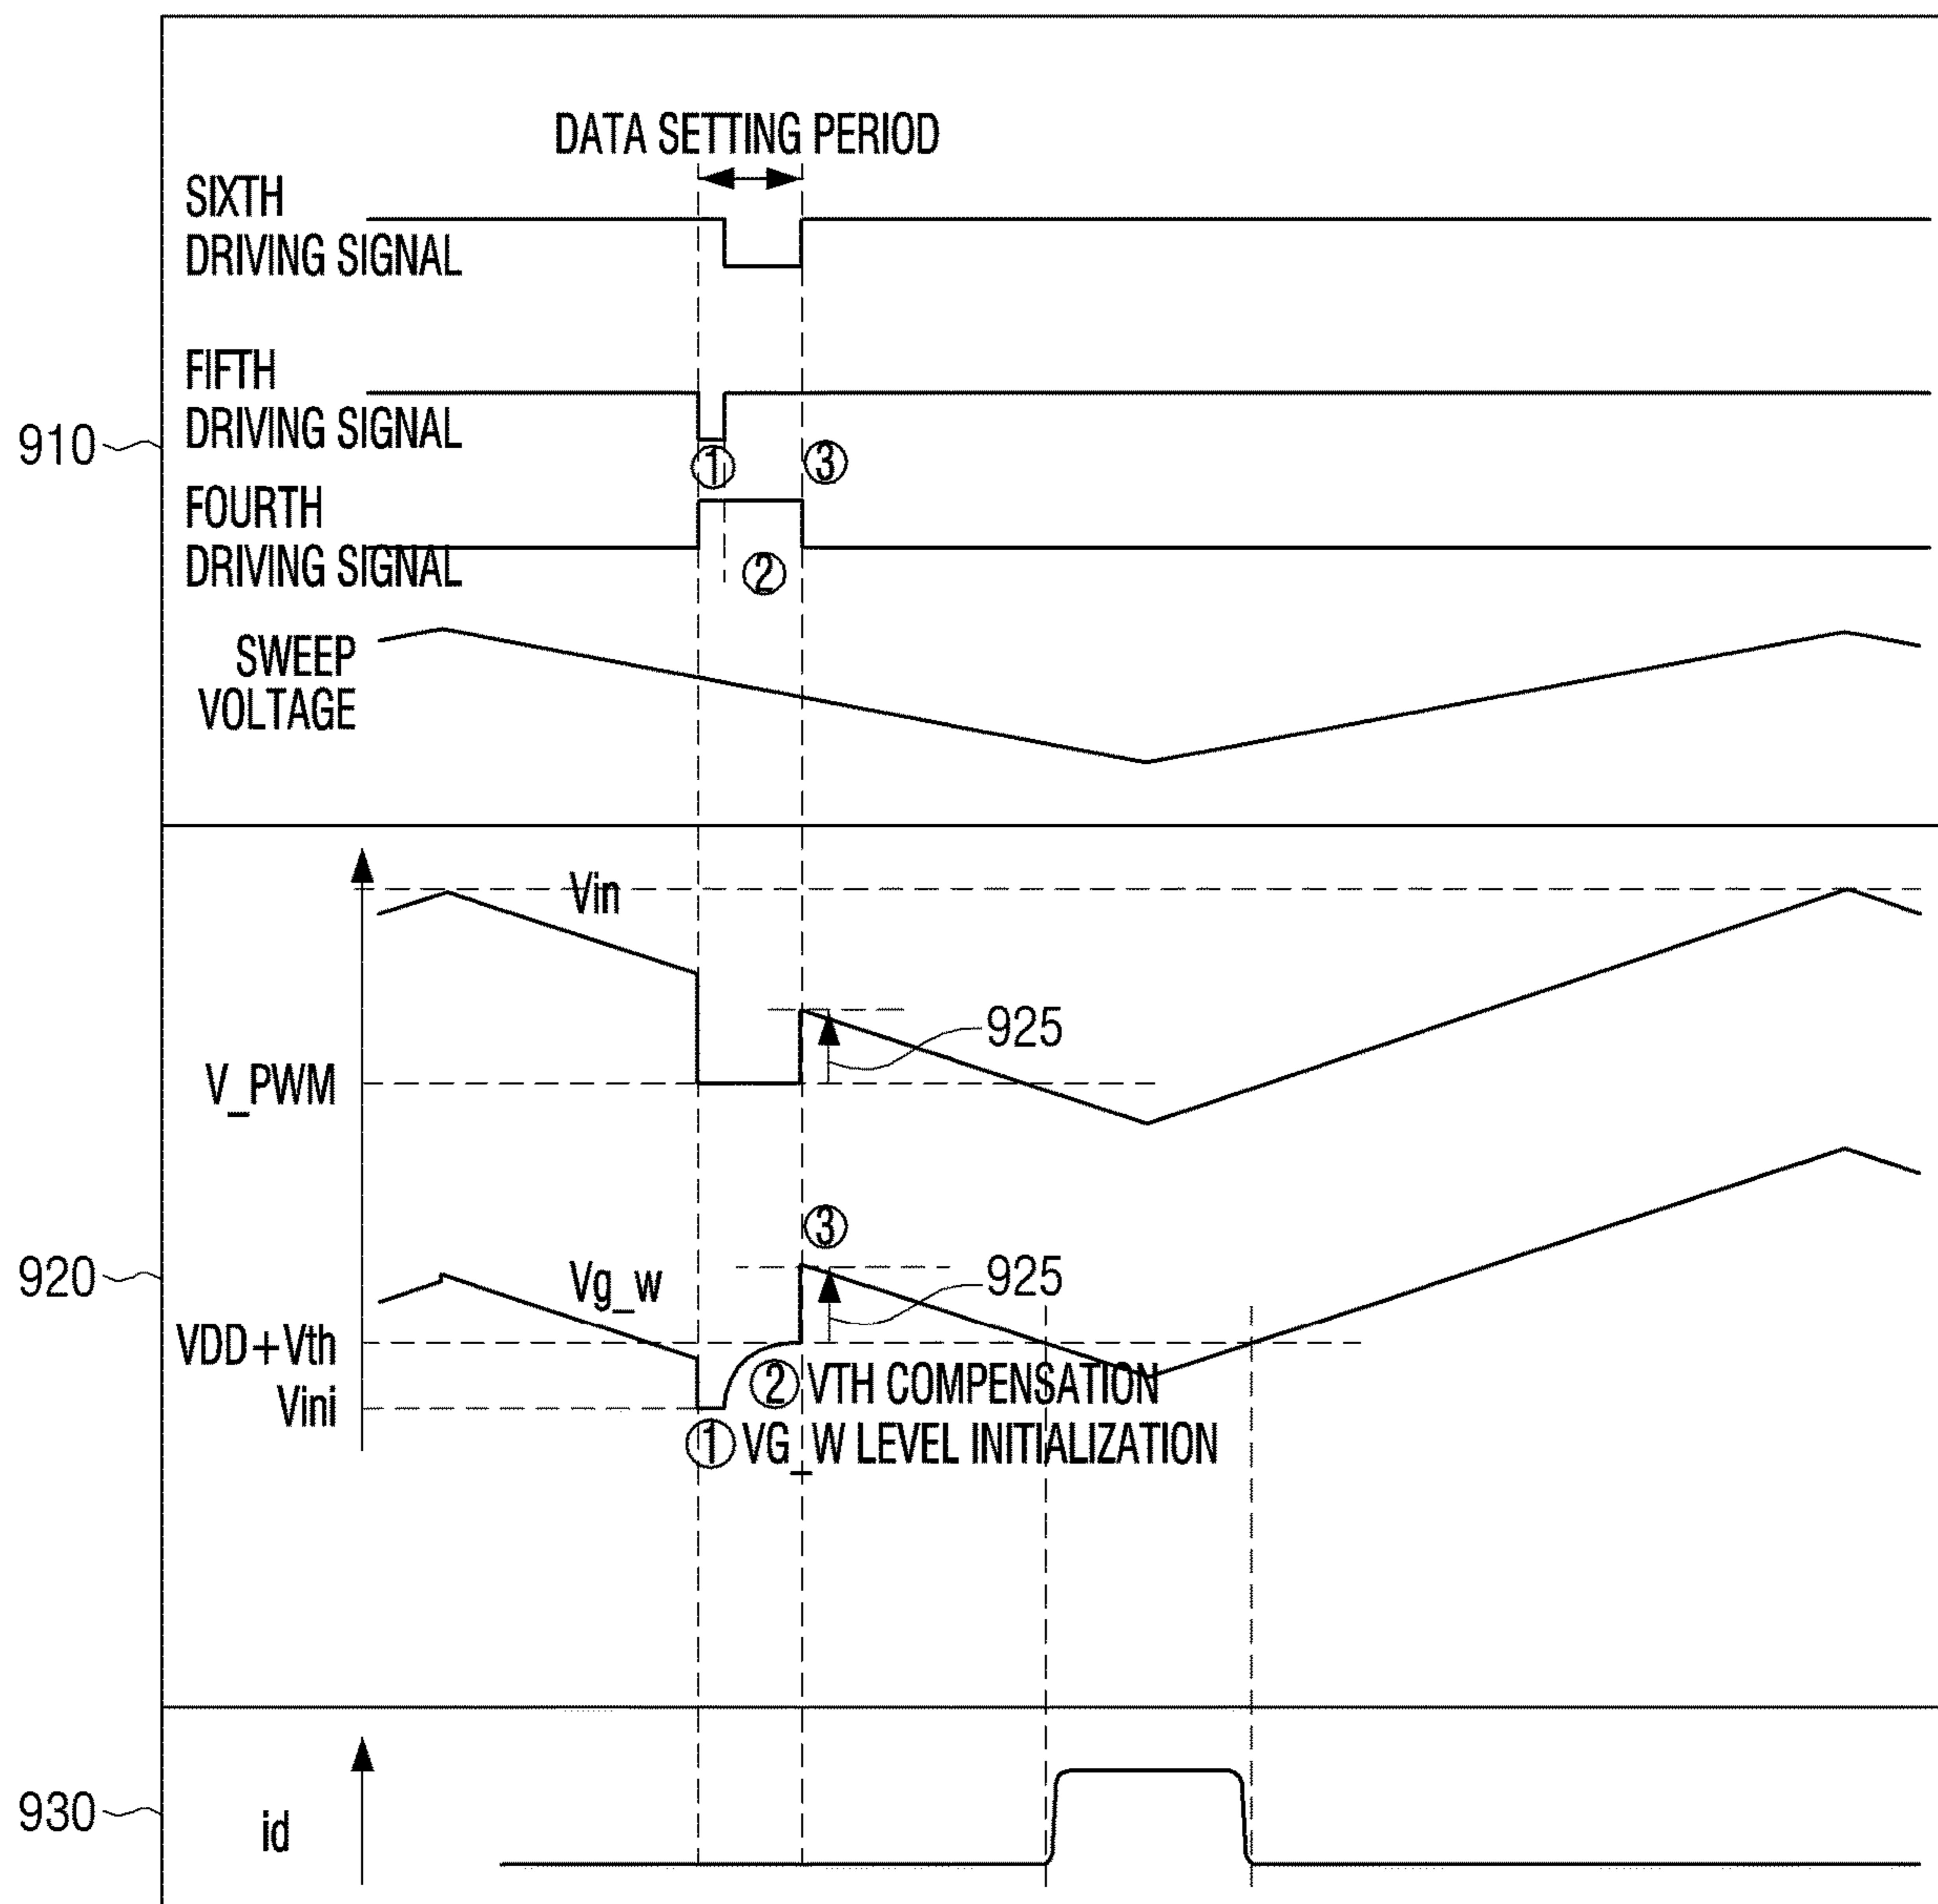 DATA SETTING PERIOD
SIXTH
DRIVING SIGNAL
FIFTH
DRIVING SIGNAL
910
① ③
FOURTH
DRIVING SIGNAL
②
SWEEP
VOLTAGE
Vin
925
V_PWM
③
920
Vg_w
925
VDD+Vth
② VTH COMPENSATION
Vini
① VG_W LEVEL INITIALIZATION
930
id